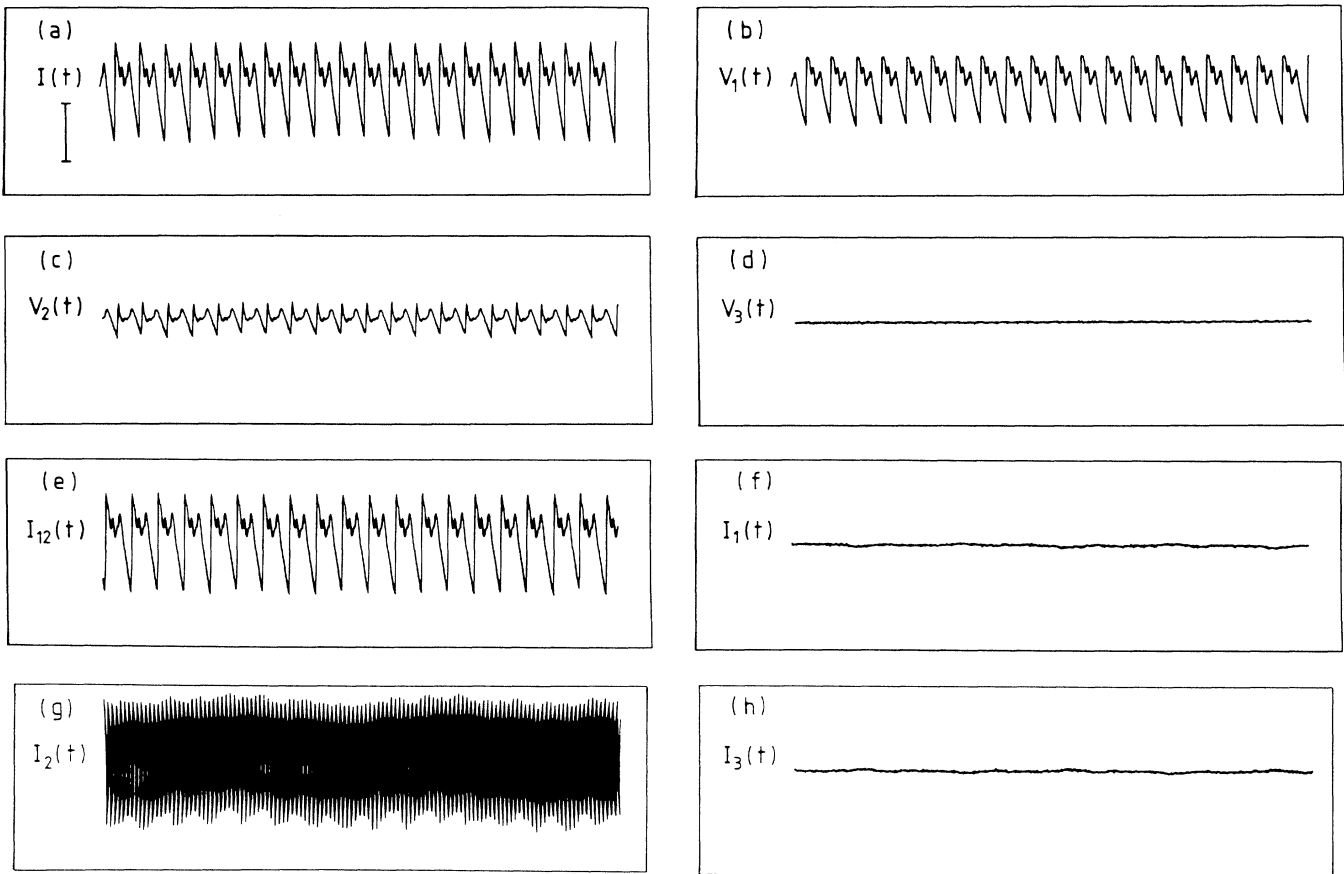 (a)
I(t)
(b)
V₁(t)
(c)
V₂(t)
(d)
V₃(t)
(e)
I₁₂(t)
(f)
I₁(t)
(g)
I₂(t)
(h)
I₃(t)